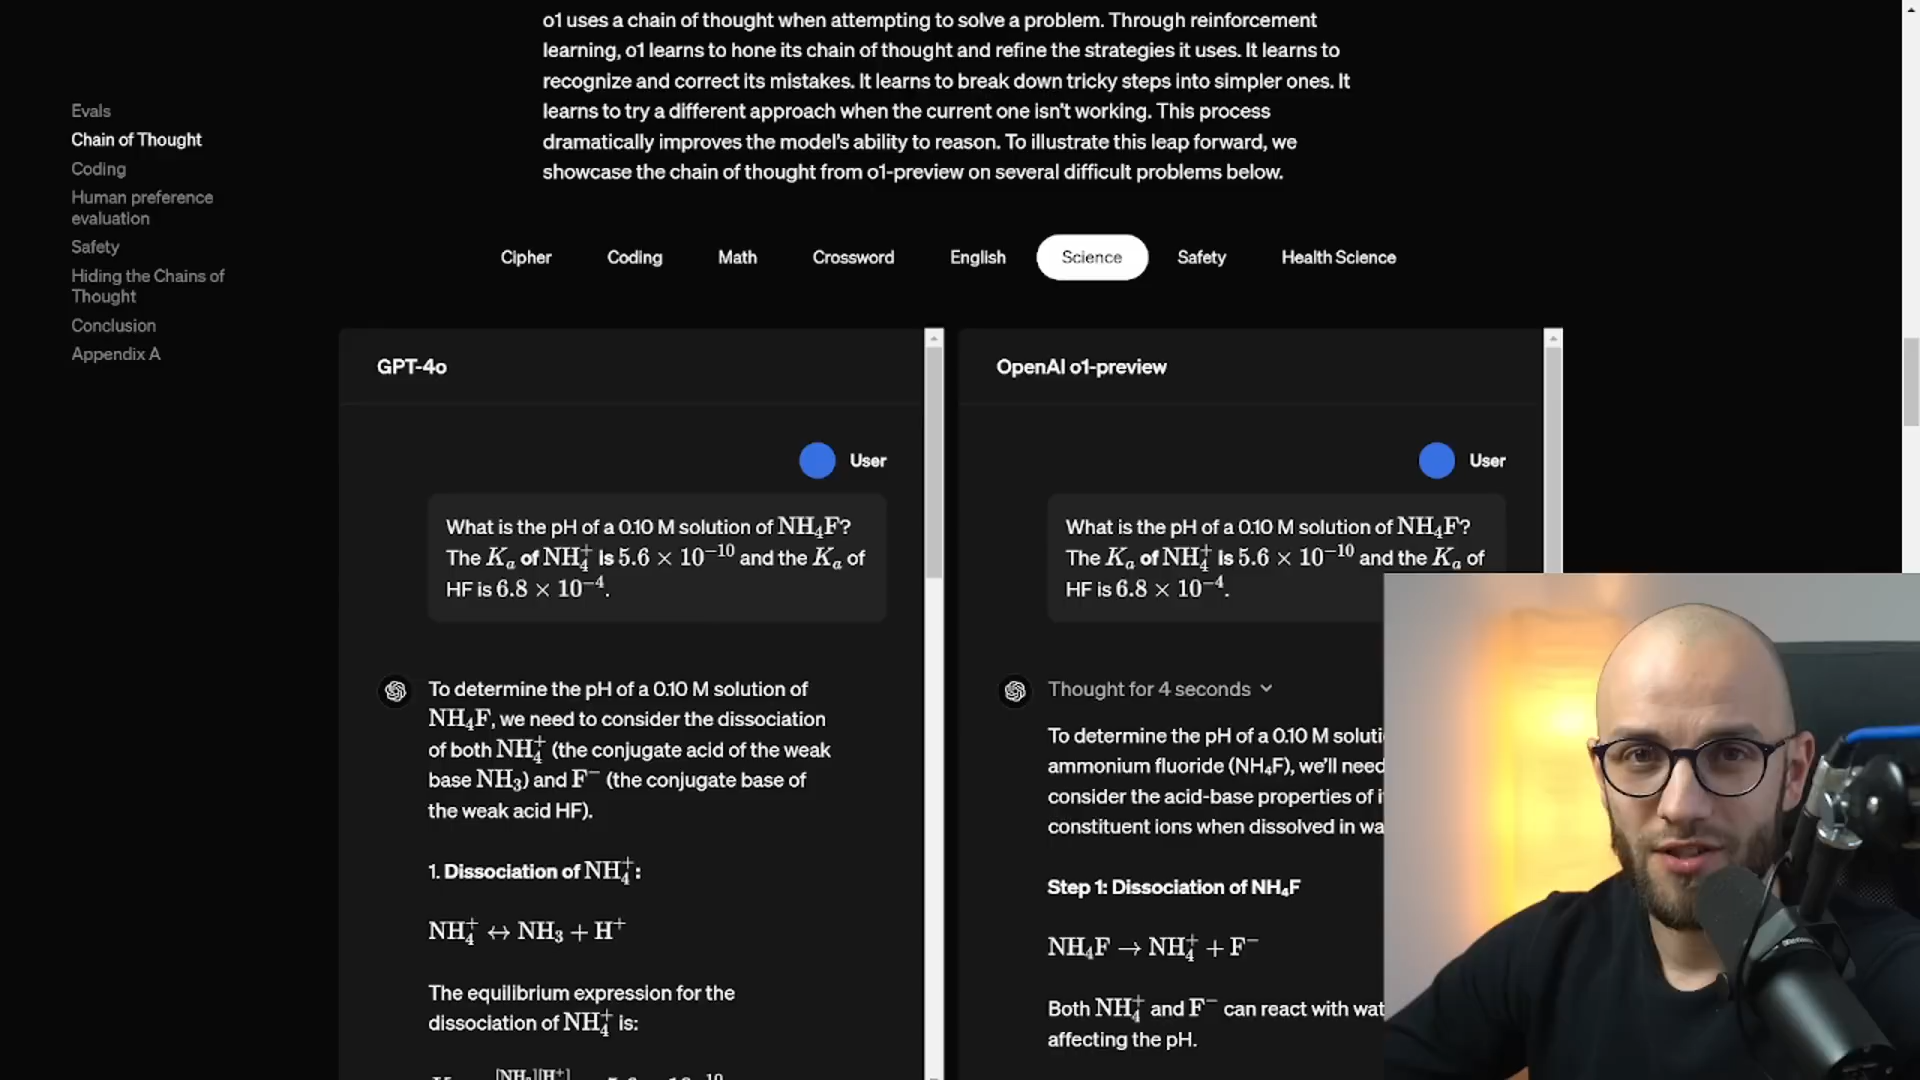 o1 uses a chain of thought when attempting to solve a problem. Through reinforcement
learning, o1 learns to hone its chain of thought and refine the strategies it uses. It learns to
recognize and correct its mistakes. It learns to break down tricky steps into simpler ones. It
learns to try a different approach when the current one isn't working. This process
dramatically improves the model's ability to reason. To illustrate this leap forward, we
showcase the chain of thought from o1-preview on several difficult problems below.
Evals
Chain of Thought
Coding
Human preference
evaluation
Safety
Hiding the Chains of
Thought
Conclusion
Appendix A
Cipher Coding Math Crossword English Science Safety Health Science
GPT-4o
User
What is the pH of a 0.10 M solution of NH₄F?
The Kₐ of NH₄⁺ is 5.6 × 10⁻¹⁰ and the Kₐ of
HF is 6.8 × 10⁻⁴.
To determine the pH of a 0.10 M solution of
NH₄F, we need to consider the dissociation
of both NH₄⁺ (the conjugate acid of the weak
base NH₃) and F⁻ (the conjugate base of
the weak acid HF).
1. Dissociation of NH₄⁺:
NH₄⁺ ↔ NH₃ + H⁺
The equilibrium expression for the
dissociation of NH₄⁺ is:
OpenAI o1-preview
User
What is the pH of a 0.10 M solution of NH₄F?
The Kₐ of NH₄⁺ is 5.6 × 10⁻¹⁰ and the Kₐ of
HF is 6.8 × 10⁻⁴.
Thought for 4 seconds
To determine the pH of a 0.10 M
ammonium fluoride (NH₄F), we'll need
consider the acid-base properties of
constituent ions when dissolved in
Step 1: Dissociation of NH₄F
NH₄F → NH₄⁺ + F⁻
Both NH₄⁺ and F⁻ can react with
affecting the pH.